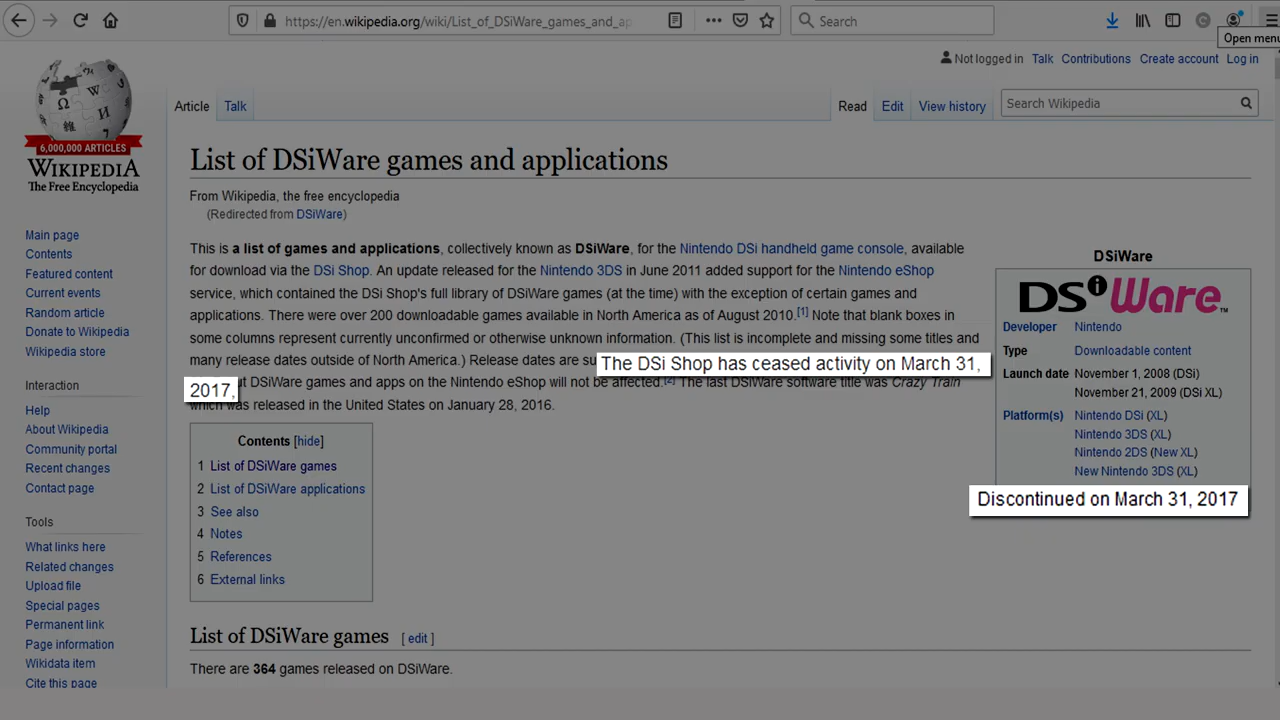 https://en.wikipedia.org/wiki/List_of_DSiWare_games_and_ap
Search
Open menu
Not logged in Talk Contributions Create account Log in
Article Talk Read Edit View history Search Wikipedia
6,000,000 ARTICLES
WIKIPEDIA
The Free Encyclopedia
Main page
Contents
Featured content
Current events
Random article
Donate to Wikipedia
Wikipedia store
Interaction
Help
About Wikipedia
Community portal
Recent changes
Contact page
Tools
What links here
Related changes
Upload file
Special pages
Permanent link
Page information
Wikidata item
Cite this page
List of DSiWare games and applications
From Wikipedia, the free encyclopedia
(Redirected from DSiWare)
This is a list of games and applications, collectively known as DSiWare, for the Nintendo DSi handheld game console, available
for download via the DSi Shop. An update released for the Nintendo 3DS in June 2011 added support for the Nintendo eShop
service, which contained the DSi Shop's full library of DSiWare games (at the time) with the exception of certain games and
applications. There were over 200 downloadable games available in North America as of August 2010.[1] Note that blank boxes in
some columns represent currently unconfirmed or otherwise unknown information. (This list is incomplete and missing some titles and
many release dates outside of North America.) Release dates are The DSi Shop has ceased activity on March 31,
2017, DSiWare games and apps on the Nintendo eShop will not be affected.[2] The last DSiWare software title was Crazy Train
which was released in the United States on January 28, 2016.
Contents [hide]
1 List of DSiWare games
2 List of DSiWare applications
3 See also
4 Notes
5 References
6 External links
List of DSiWare games [ edit ]
There are 364 games released on DSiWare.
DSiWare
DSiWare™
Developer Nintendo
Type Downloadable content
Launch date November 1, 2008 (DSi)
November 21, 2009 (DSi XL)
Platform(s) Nintendo DSi (XL)
Nintendo 3DS (XL)
Nintendo 2DS (New XL)
New Nintendo 3DS (XL)
Discontinued on March 31, 2017